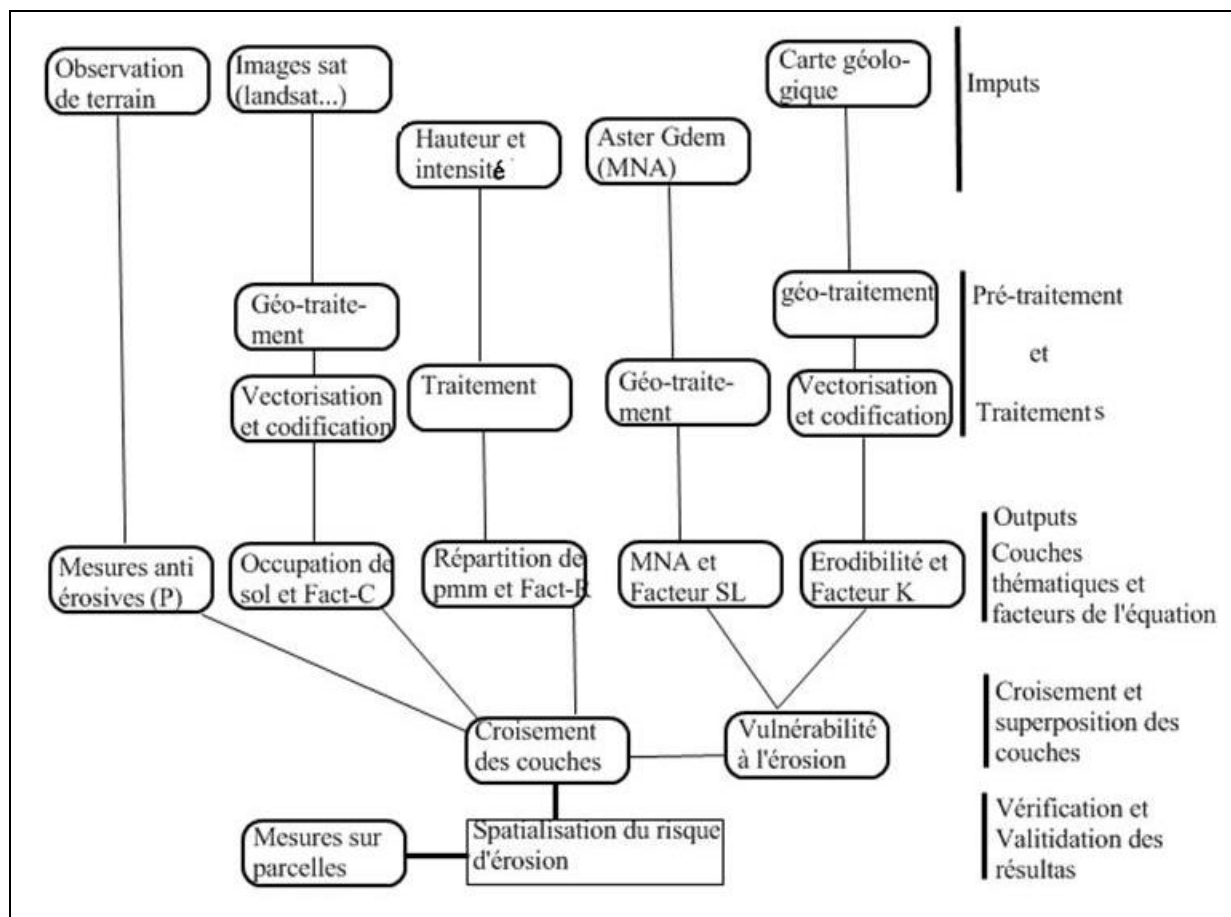 Observation
de terrain
Images sat
(landsat...)
Hauteur et
intensité
Aster Gdem
(MNA)
Carte géolo-
gique
Imputs
Géo-traite-
ment
géo-traitement
Pré-traitement
et
Traitements
Vectorisation
et codification
Traitement
Géo-traite-
ment
Vectorisation
et codification
Mesures anti
érosives (P)
Occupation de
sol et Fact-C
Répartition de
pmm et Fact-R
MNA et
Facteur SL
Erodibilité et
Facteur K
Outputs
Couches
thématiques et
facteurs de l'équation
Croisement
des couches
Vulnérabilité
à l'érosion
Croisement et
superposition des
couches
Mesures sur
parcelles
Spatialisation du risque
d'érosion
Vérification et
Valitidation des
résultas